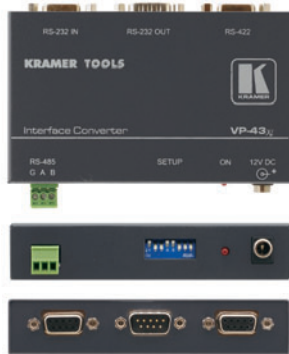 RS-232 IN RS-232 OUT RS-422
KRAMER TOOLS
K
KRAMER
Interface Converter VP-43xl
RS-485 SETUP ON 12V DC
G A B